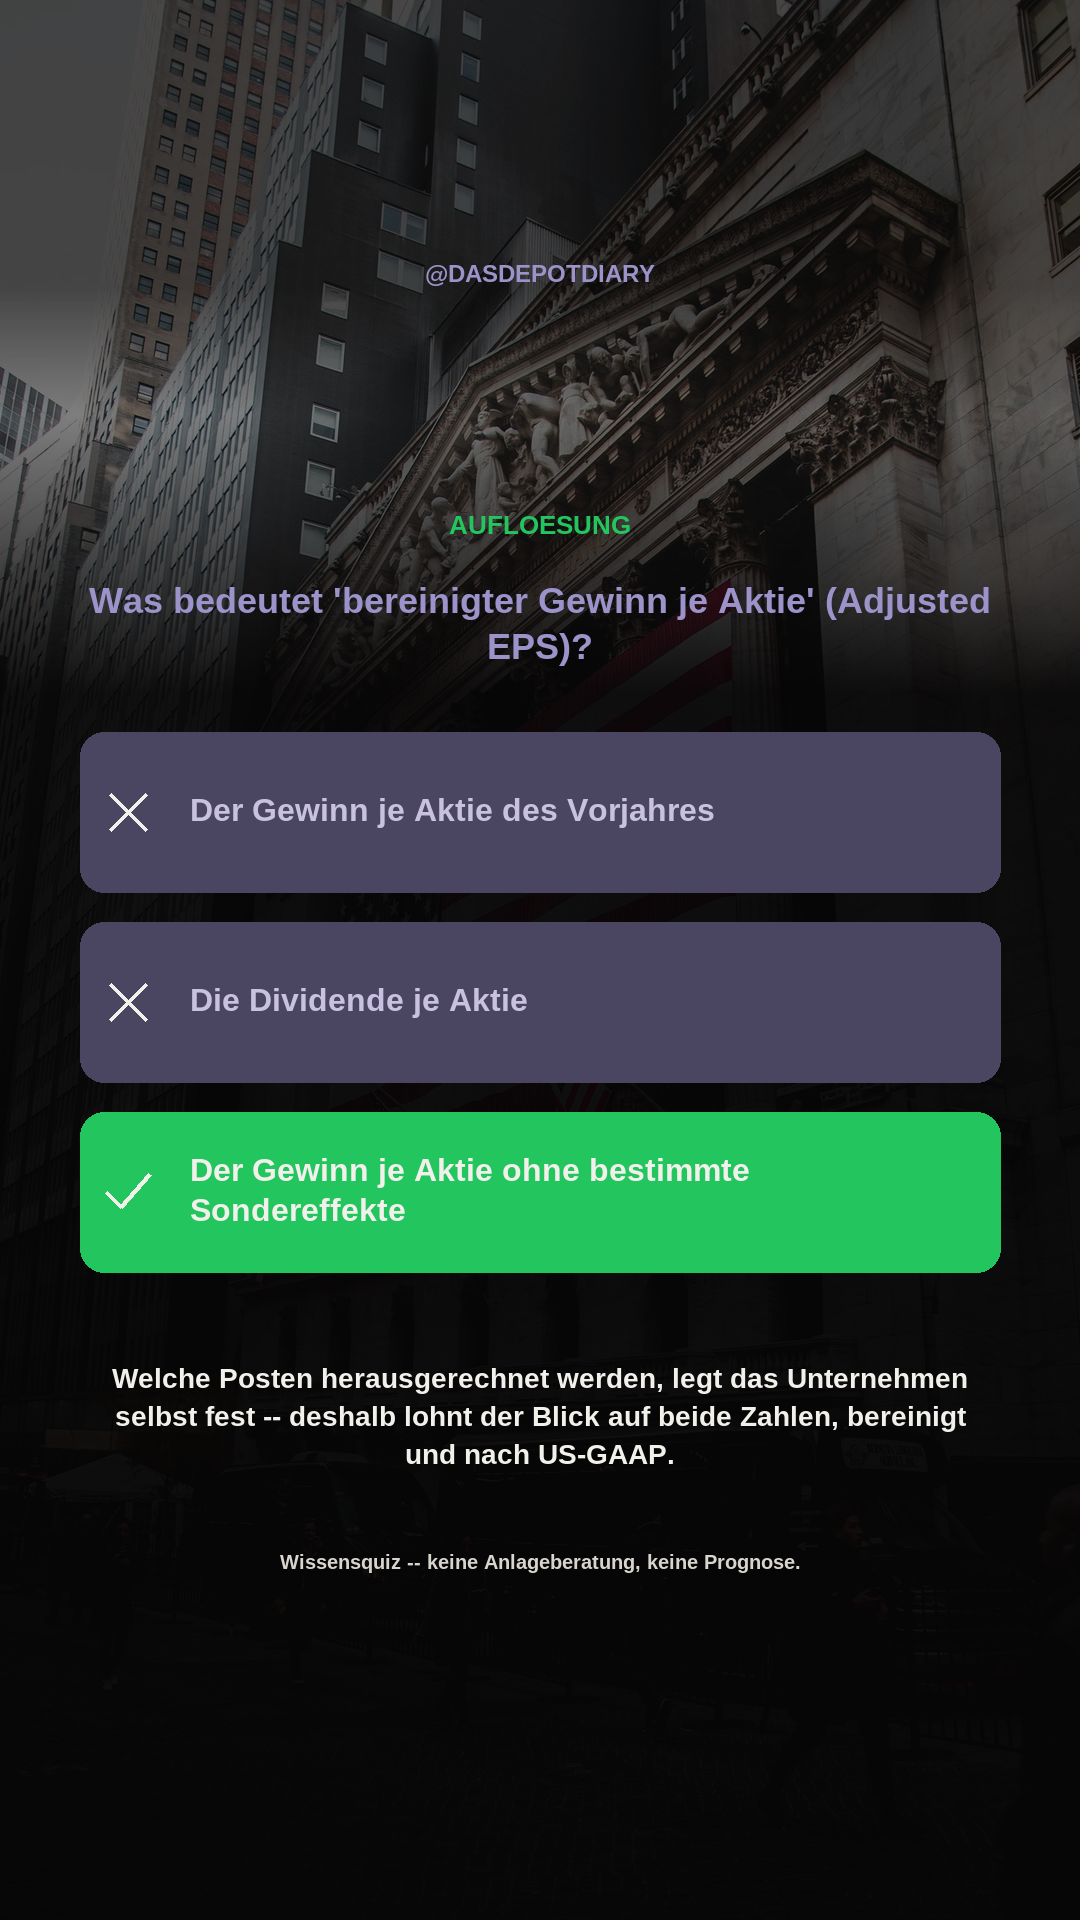 @DASDEPOTDIARY
AUFLOESUNG
Was bedeutet 'bereinigter Gewinn je Aktie' (Adjusted
EPS)?
Der Gewinn je Aktie des Vorjahres
Die Dividende je Aktie
Der Gewinn je Aktie ohne bestimmte
Sondereffekte
Welche Posten herausgerechnet werden, legt das Unternehmen
selbst fest -- deshalb lohnt der Blick auf beide Zahlen, bereinigt
und nach US-GAAP.
Wissensquiz -- keine Anlageberatung, keine Prognose.